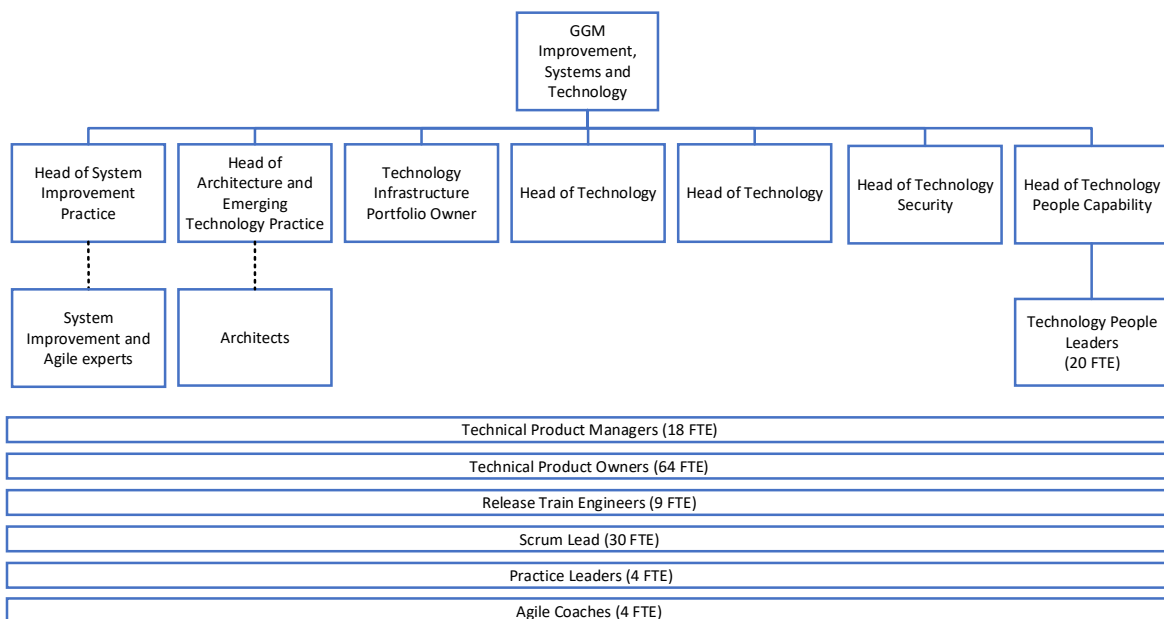 GGM
Improvement,
Systems and
Technology
Head of System
Improvement
Practice
Head of
Architecture and
Emerging
Technology Practice
Technology
Infrastructure
Portfolio Owner
Head of Technology
Head of Technology
Head of Technology
Security
Head of Technology
People Capability
System
Improvement and
Agile experts
Architects
Technology People
Leaders
(20 FTE)
Technical Product Managers (18 FTE)
Technical Product Owners (64 FTE)
Release Train Engineers (9 FTE)
Scrum Lead (30 FTE)
Practice Leaders (4 FTE)
Agile Coaches (4 FTE)